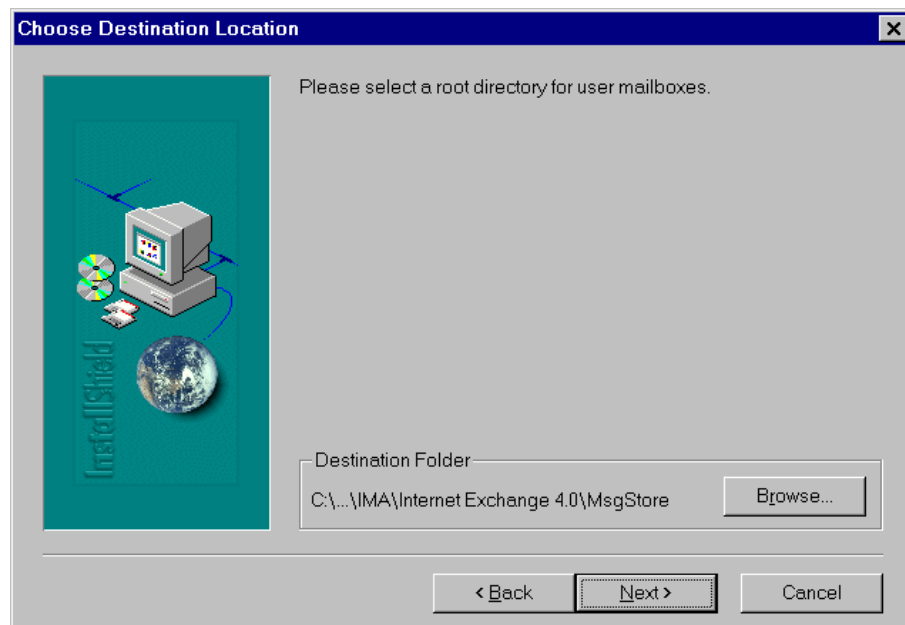 Choose Destination Location
Please select a root directory for user mailboxes.
InstallShield
Destination Folder
C:\...\IMA\Internet Exchange 4.0\MsgStore
Browse...
< Back
Next >
Cancel